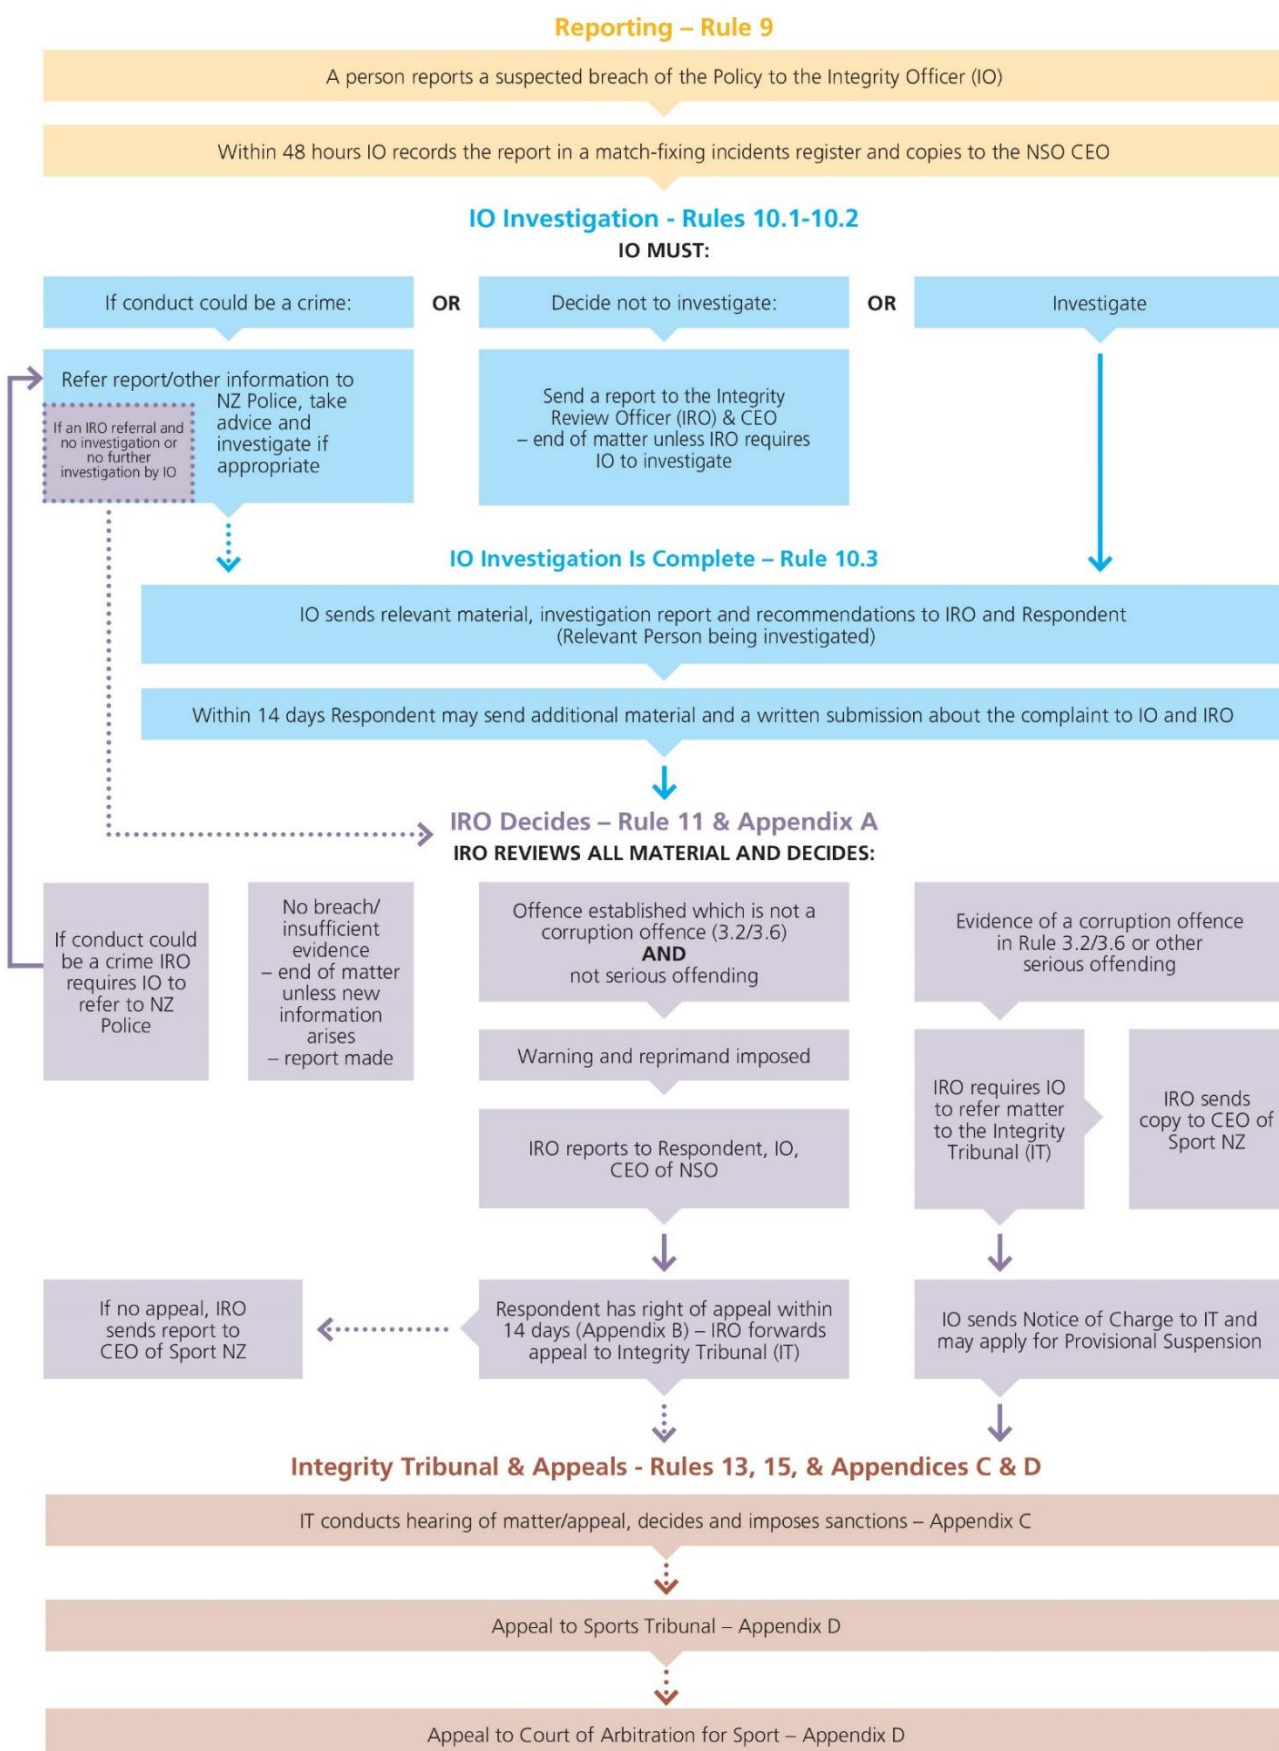 Reporting – Rule 9
A person reports a suspected breach of the Policy to the Integrity Officer (IO)
Within 48 hours IO records the report in a match-fixing incidents register and copies to the NSO CEO
IO Investigation - Rules 10.1-10.2
IO MUST:
If conduct could be a crime:
OR
Decide not to investigate:
OR
Investigate
Refer report/other information to
NZ Police, take
advice and
investigate if
appropriate
If an IRO referral and
no investigation or
no further
investigation by IO
Send a report to the Integrity
Review Officer (IRO) & CEO
– end of matter unless IRO requires
IO to investigate
IO Investigation Is Complete – Rule 10.3
IO sends relevant material, investigation report and recommendations to IRO and Respondent
(Relevant Person being investigated)
Within 14 days Respondent may send additional material and a written submission about the complaint to IO and IRO
IRO Decides – Rule 11 & Appendix A
IRO REVIEWS ALL MATERIAL AND DECIDES:
If conduct could
be a crime IRO
requires IO to
refer to NZ
Police
No breach/
insufficient
evidence
– end of matter
unless new
information
arises
– report made
Offence established which is not a
corruption offence (3.2/3.6)
AND
not serious offending
Warning and reprimand imposed
IRO reports to Respondent, IO,
CEO of NSO
Evidence of a corruption offence
in Rule 3.2/3.6 or other
serious offending
IRO requires IO
to refer matter
to the Integrity
Tribunal (IT)
IRO sends
copy to CEO of
Sport NZ
If no appeal, IRO
sends report to
CEO of Sport NZ
Respondent has right of appeal within
14 days (Appendix B) – IRO forwards
appeal to Integrity Tribunal (IT)
IO sends Notice of Charge to IT and
may apply for Provisional Suspension
Integrity Tribunal & Appeals - Rules 13, 15, & Appendices C & D
IT conducts hearing of matter/appeal, decides and imposes sanctions – Appendix C
Appeal to Sports Tribunal – Appendix D
Appeal to Court of Arbitration for Sport – Appendix D